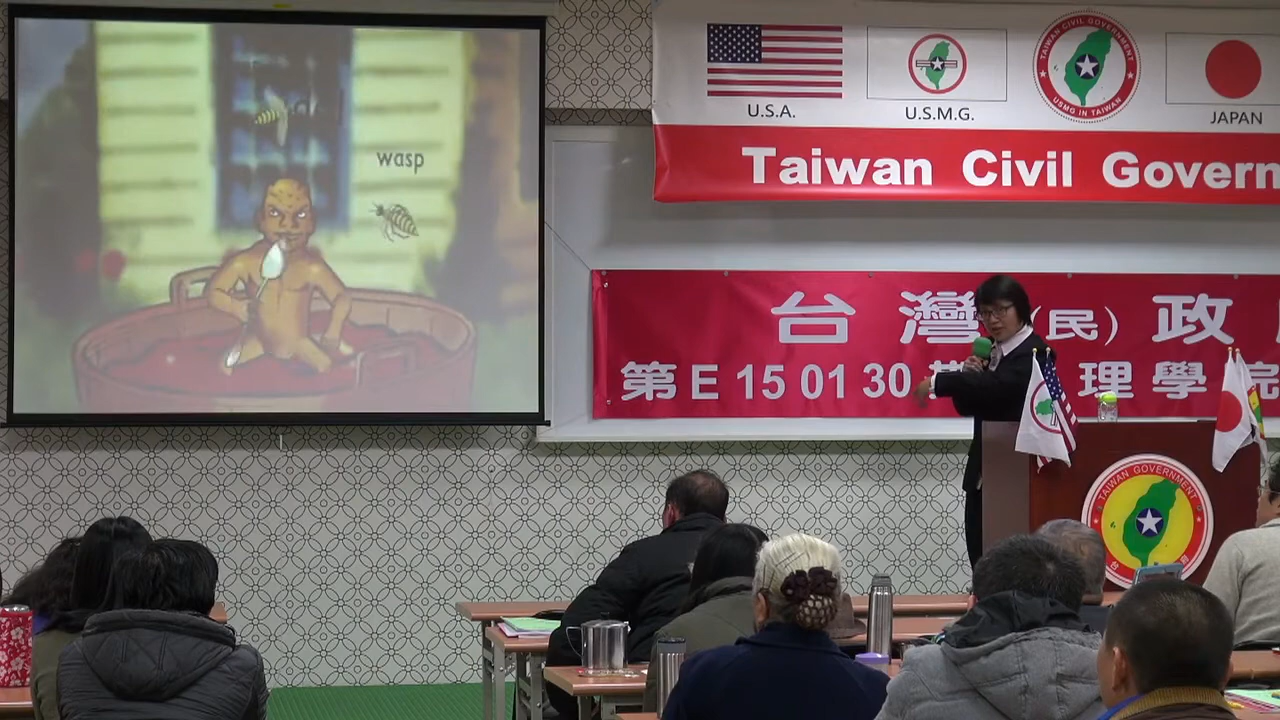 wasp
U.S.A.
U.S.M.G.
TAIWAN CIVIL GOVERNMENT
USMG IN TAIWAN
JAPAN
Taiwan Civil Govern
台灣(民)政
第E 15 01 30 期 理學院
TAIWAN GOVERNMENT